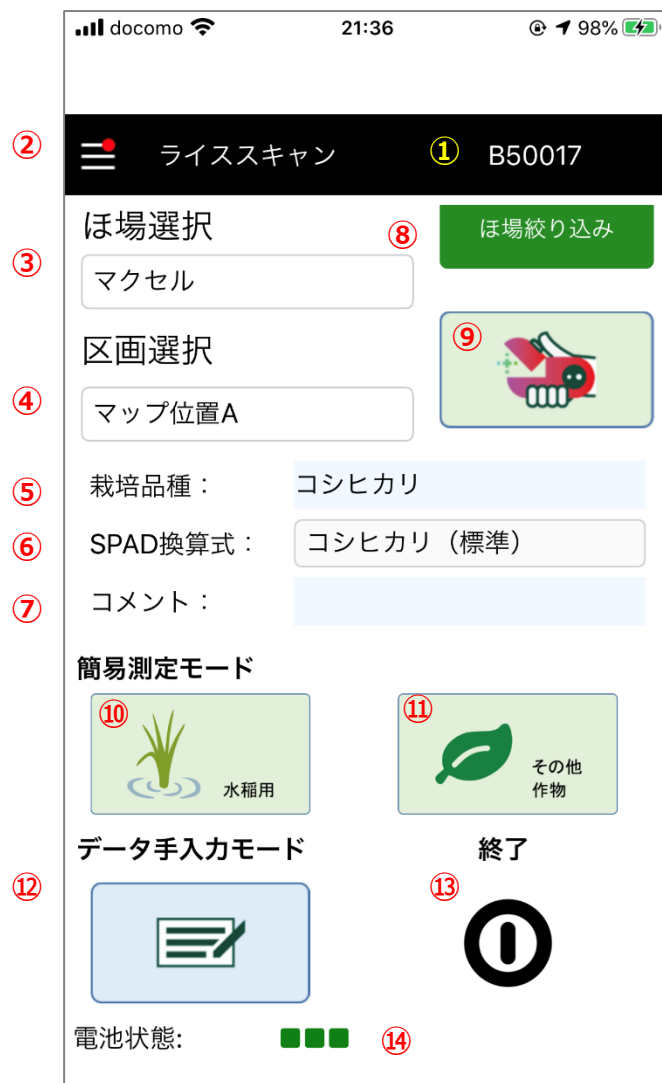 docomo 21:36 98%
② ライススキャン ① B50017
ほ場選択 ⑧ ほ場絞り込み
③ マクセル
区画選択 ⑨
④ マップ位置A
⑤ 栽培品種： コシヒカリ
⑥ SPAD換算式： コシヒカリ（標準）
⑦ コメント：
簡易測定モード
⑩ 水稲用 ⑪ その他
作物
データ手入力モード 終了
⑫ ⑬
電池状態: ⑭